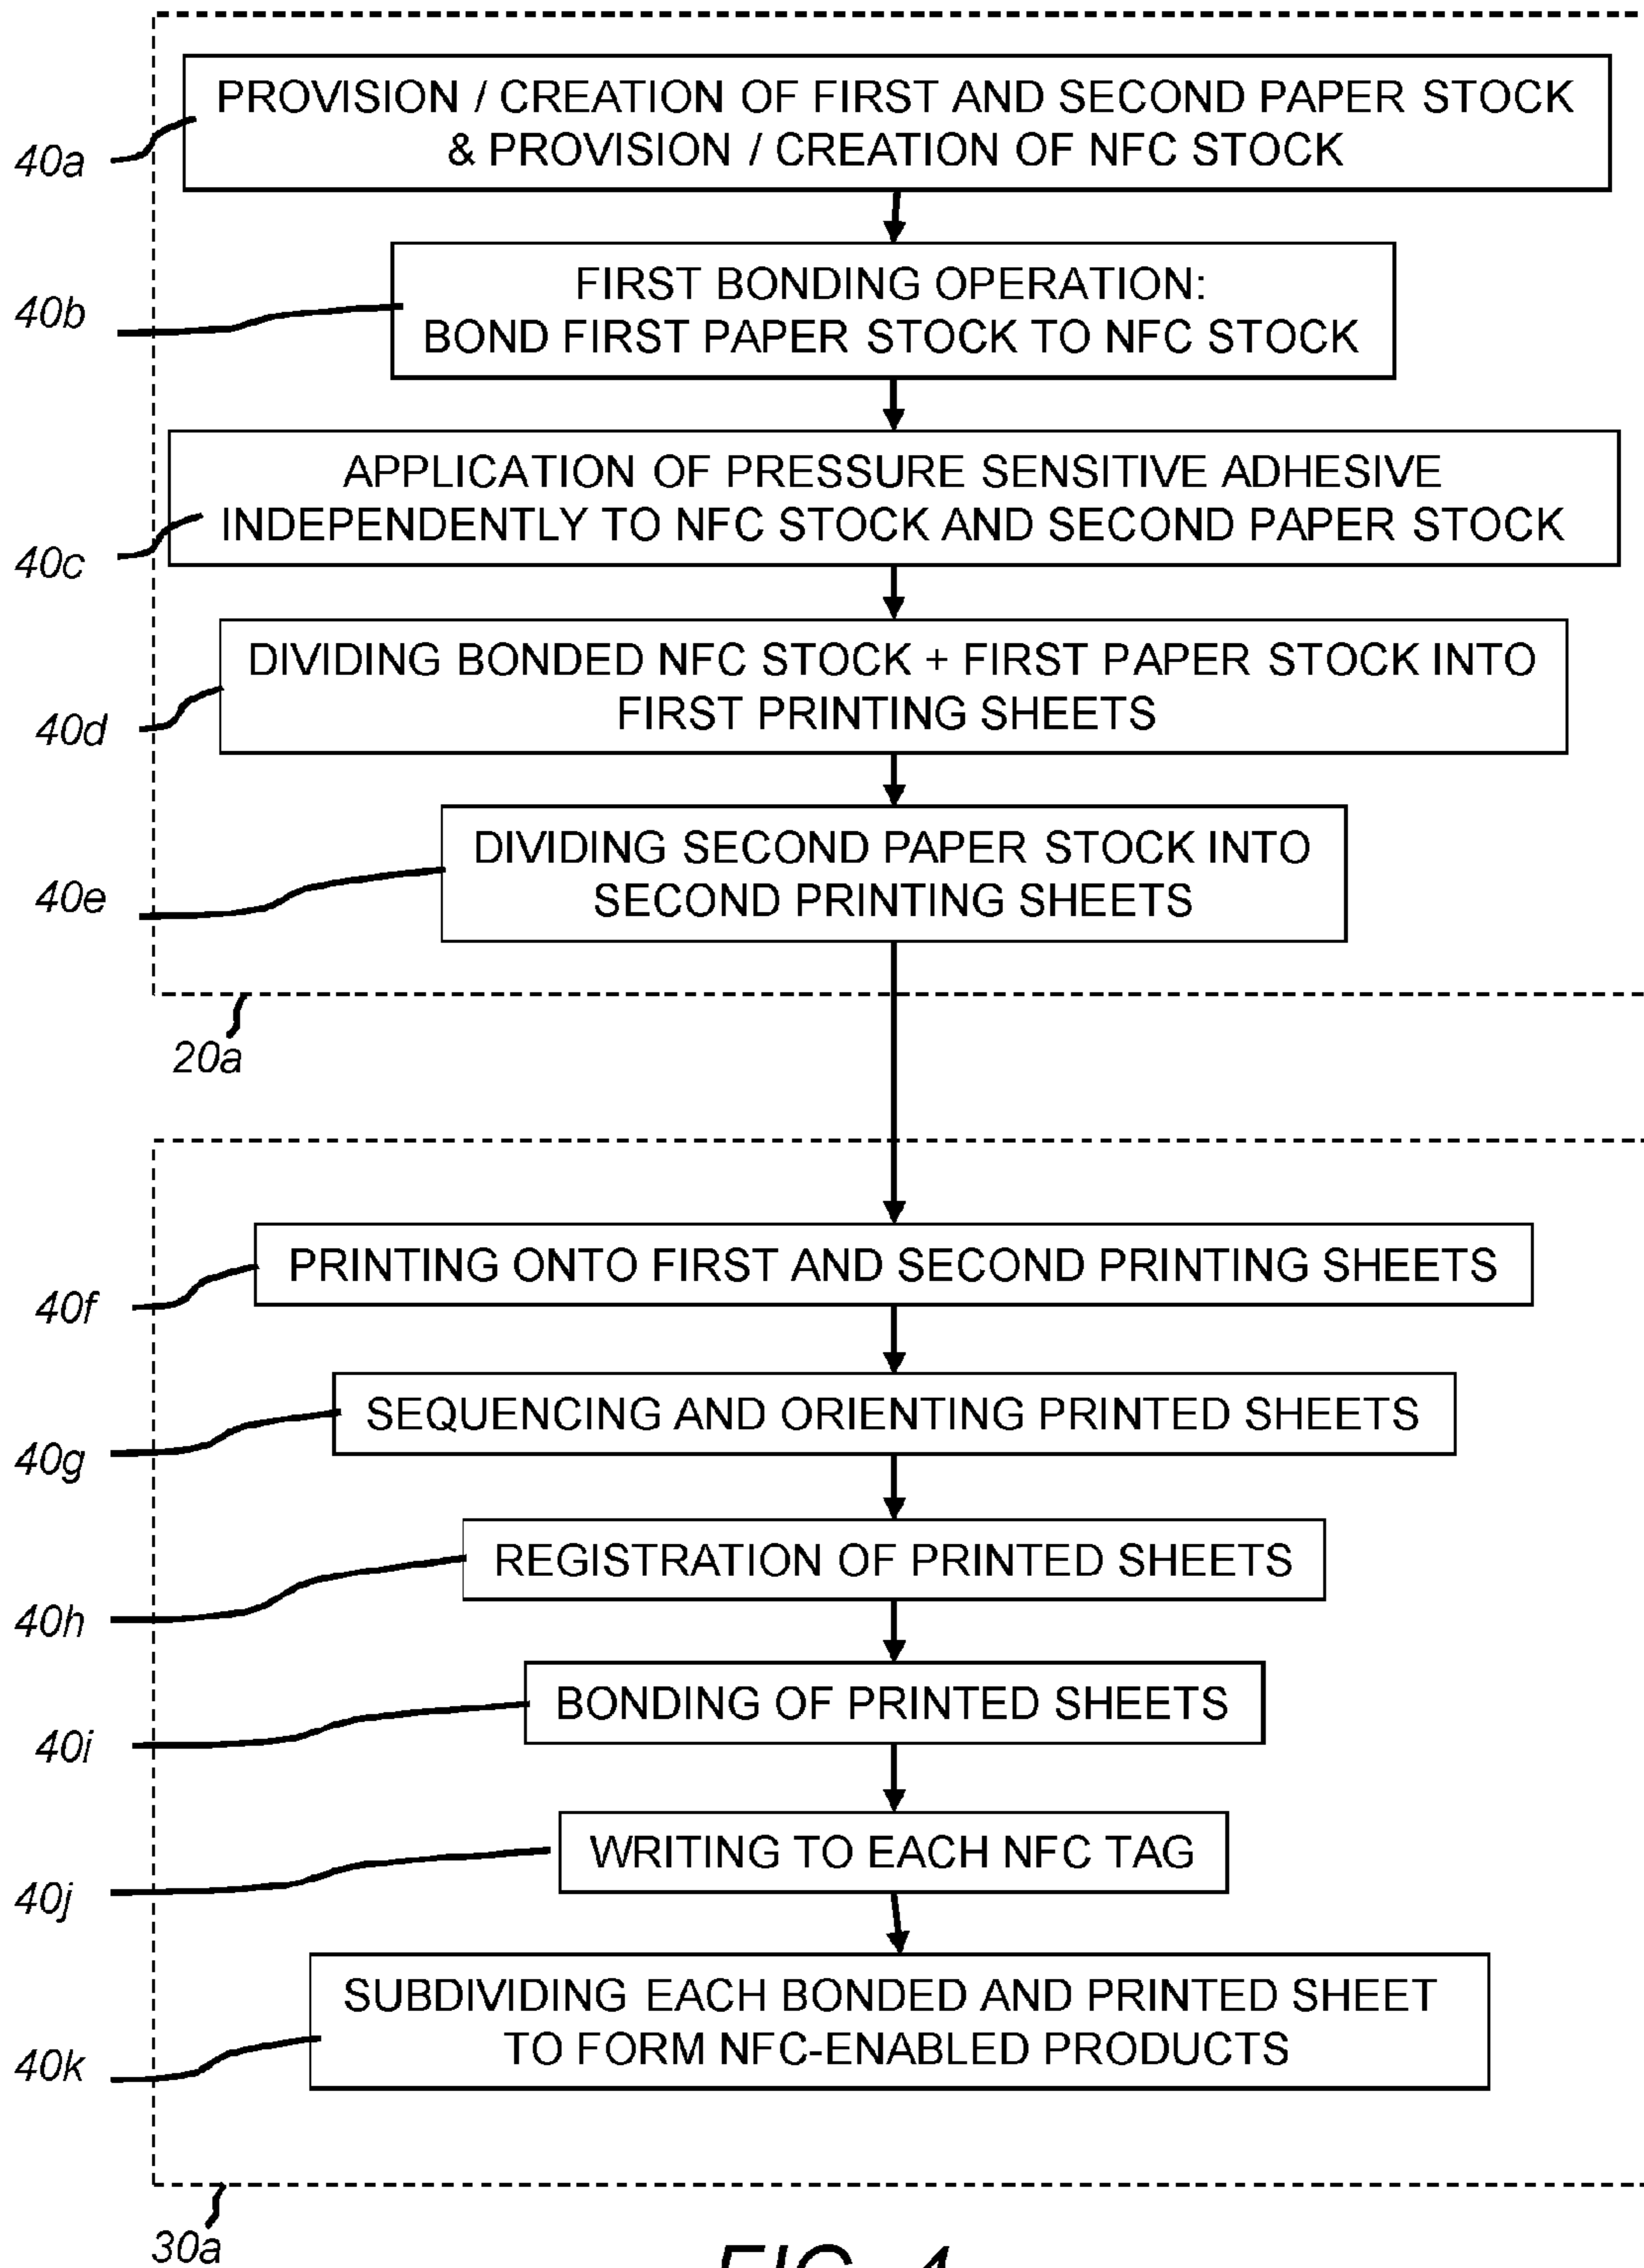 PROVISION / CREATION OF FIRST AND SECOND PAPER STOCK
& PROVISION / CREATION OF NFC STOCK
40a
FIRST BONDING OPERATION:
BOND FIRST PAPER STOCK TO NFC STOCK
40b
APPLICATION OF PRESSURE SENSITIVE ADHESIVE
INDEPENDENTLY TO NFC STOCK AND SECOND PAPER STOCK
40c
DIVIDING BONDED NFC STOCK + FIRST PAPER STOCK INTO
FIRST PRINTING SHEETS
40d
DIVIDING SECOND PAPER STOCK INTO
SECOND PRINTING SHEETS
40e
20a
PRINTING ONTO FIRST AND SECOND PRINTING SHEETS
40f
SEQUENCING AND ORIENTING PRINTED SHEETS
40g
REGISTRATION OF PRINTED SHEETS
40h
BONDING OF PRINTED SHEETS
40i
WRITING TO EACH NFC TAG
40j
SUBDIVIDING EACH BONDED AND PRINTED SHEET
TO FORM NFC-ENABLED PRODUCTS
40k
30a